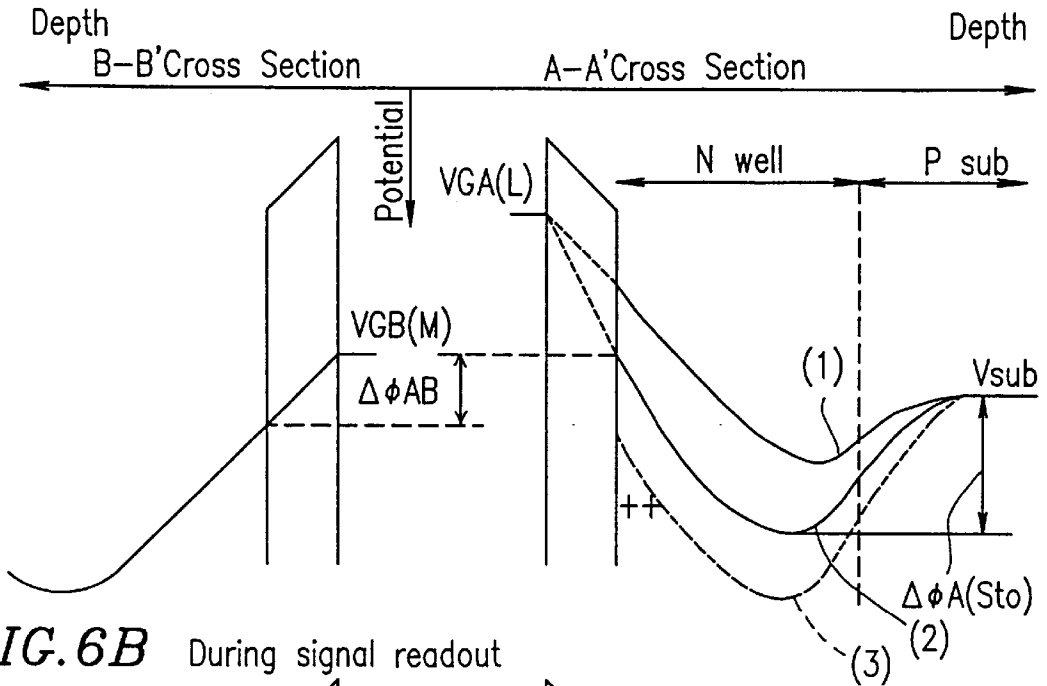 Depth
Depth
B-B'Cross Section
A-A'Cross Section
Potential
N well
P sub
VGA(L)
VGB(M)
(1)
Vsub
ΔϕAB
++
ΔϕA(Sto)
(2)
(3)
IG.6B During signal readout